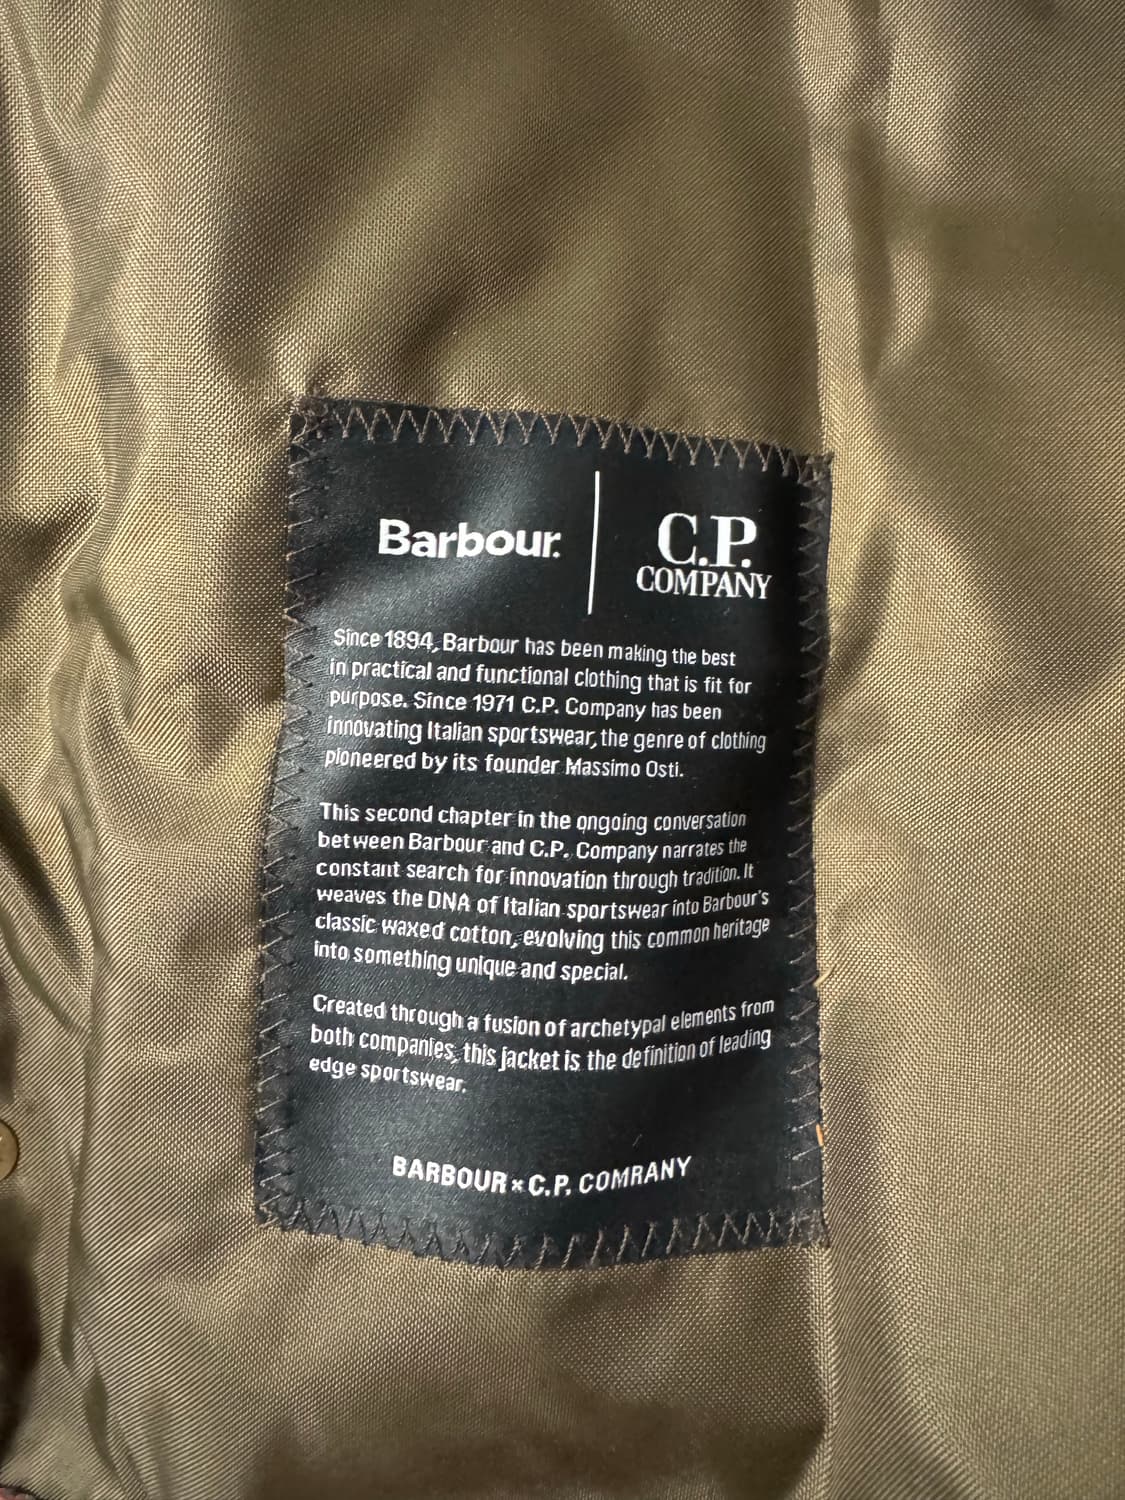 Barbour.
C.P.
COMPANY
Since 1894, Barbour has been making the best
in practical and functional clothing that is fit for
purpose. Since 1971 C.P. Company has been
innovating Italian sportswear, the genre of clothing
pioneered by its founder Massimo Osti.
This second chapter in the ongoing conversation
between Barbour and C.P. Company narrates the
constant search for innovation through tradition. It
weaves the DNA of Italian sportswear into Barbour's
classic waxed cotton, evolving this common heritage
into something unique and special.
Created through a fusion of archetypal elements from
both companies, this jacket is the definition of leading
edge sportswear.
BARBOUR × C.P. COMPANY